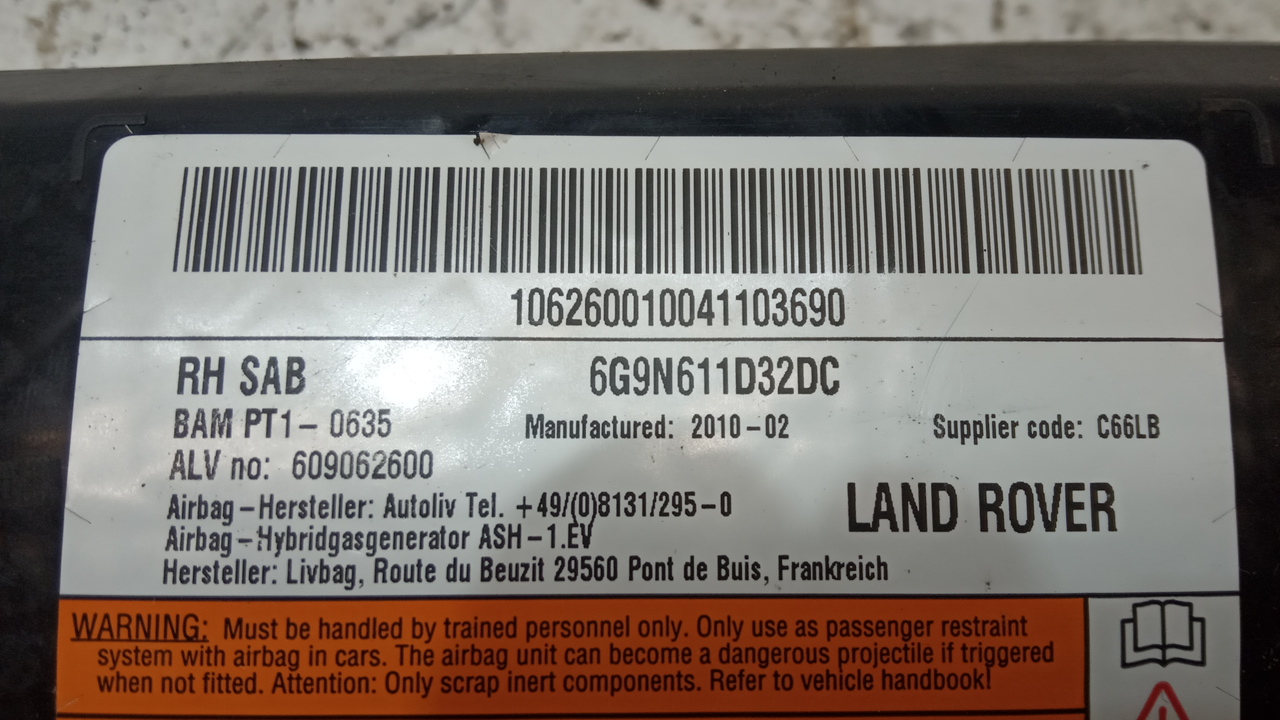 106260010041103690
RH SAB 6G9N611D32DC
BAM PT1- 0635 Manufactured: 2010-02 Supplier code: C66LB
ALV no: 609062600
Airbag-Hersteller: Autoliv Tel. +49/(0)8131/295-0
LAND ROVER
Airbag-Hybridgasgenerator ASH-1.EV
Hersteller: Livbag, Route du Beuzit 29560 Pont de Buis, Frankreich
WARNING: Must be handled by trained personnel only. Only use as passenger restraint
system with airbag in cars. The airbag unit can become a dangerous projectile if triggered
when not fitted. Attention: Only scrap inert components. Refer to vehicle handbook!